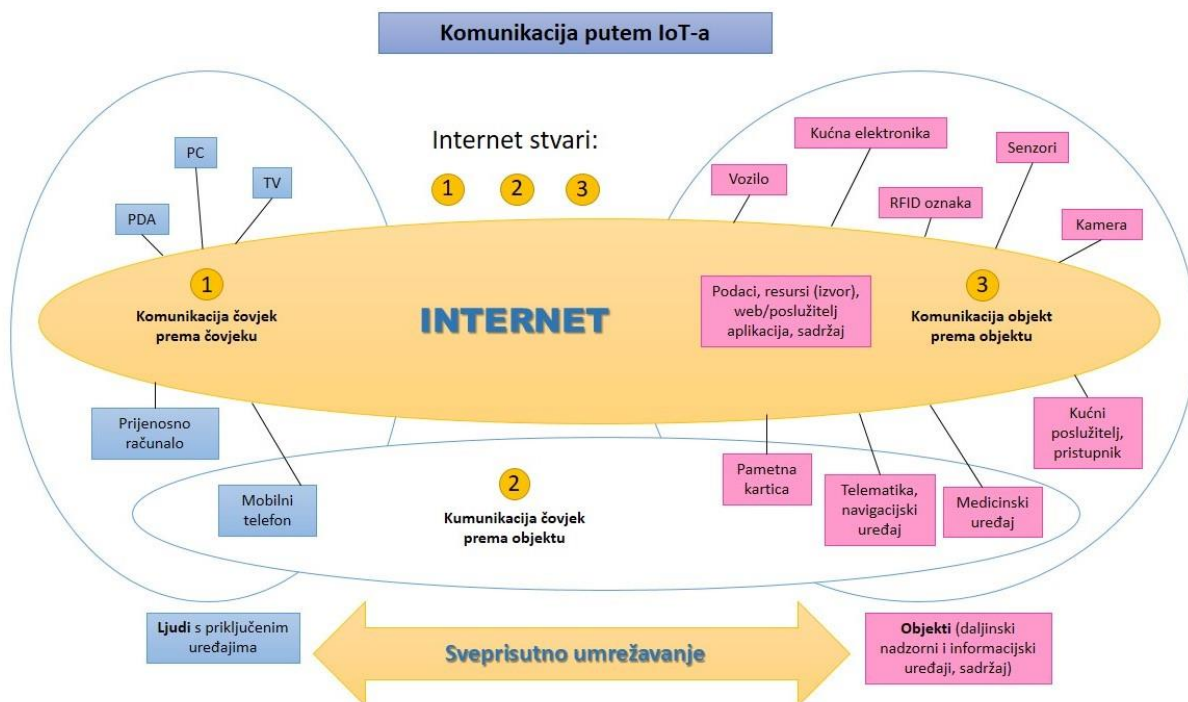 Komunikacija putem IoT-a
Internet stvari:
1 2 3
PC
TV
PDA
Vozilo
Kućna elektronika
RFID oznaka
Senzori
Kamera
1
Komunikacija čovjek
prema čovjeku
INTERNET
Podaci, resursi (izvor),
web/poslužitelj
aplikacija, sadržaj
3
Komunikacija objekt
prema objektu
Prijenosno
računalo
Mobilni
telefon
2
Kumunikacija čovjek
prema objektu
Pametna
kartica
Telematika,
navigacijski
uređaj
Medicinski
uređaj
Kućni
poslužitelj,
pristupnik
Ljudi s priključenim
uređajima
Sveprisutno umrežavanje
Objekti (daljinski
nadzorni i informacijski
uređaji, sadržaj)